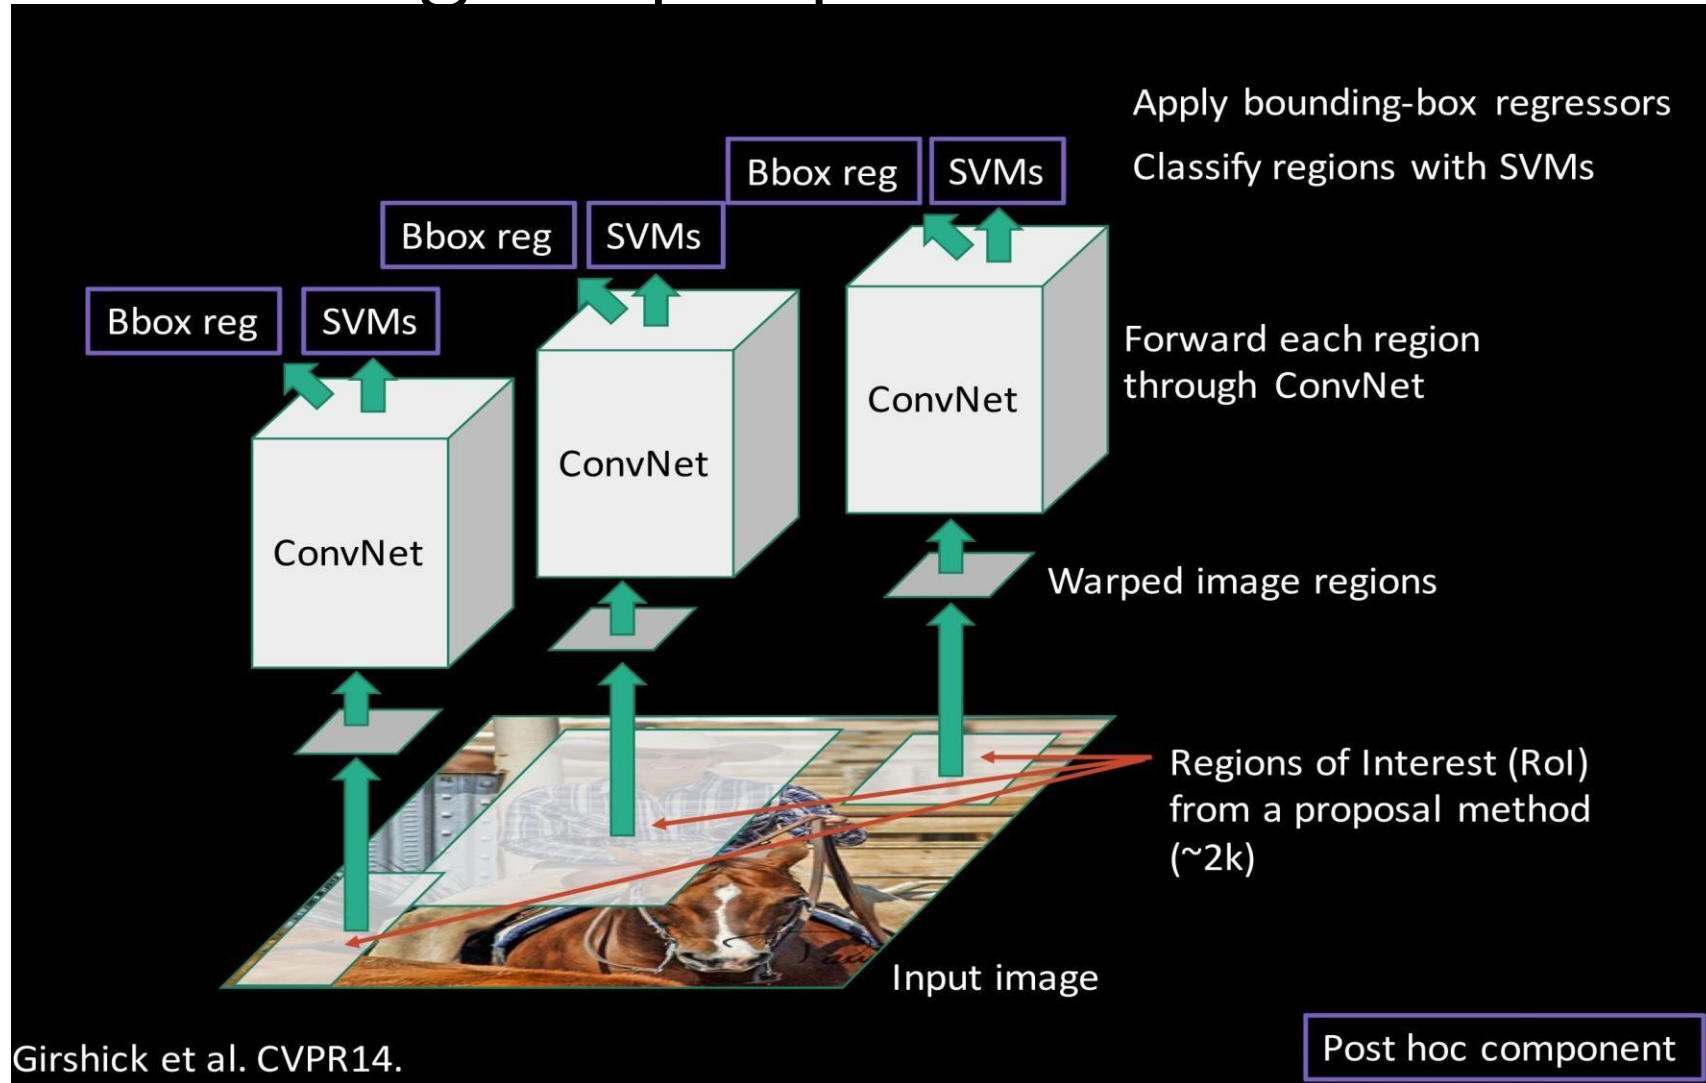 Apply bounding-box regressors
Bbox reg SVMs Classify regions with SVMs
Bbox reg SVMs
Bbox reg SVMs
Forward each region
through ConvNet
ConvNet
ConvNet
ConvNet
Warped image regions
Regions of Interest (RoI)
from a proposal method
(~2k)
Input image
Post hoc component
Girshick et al. CVPR14.